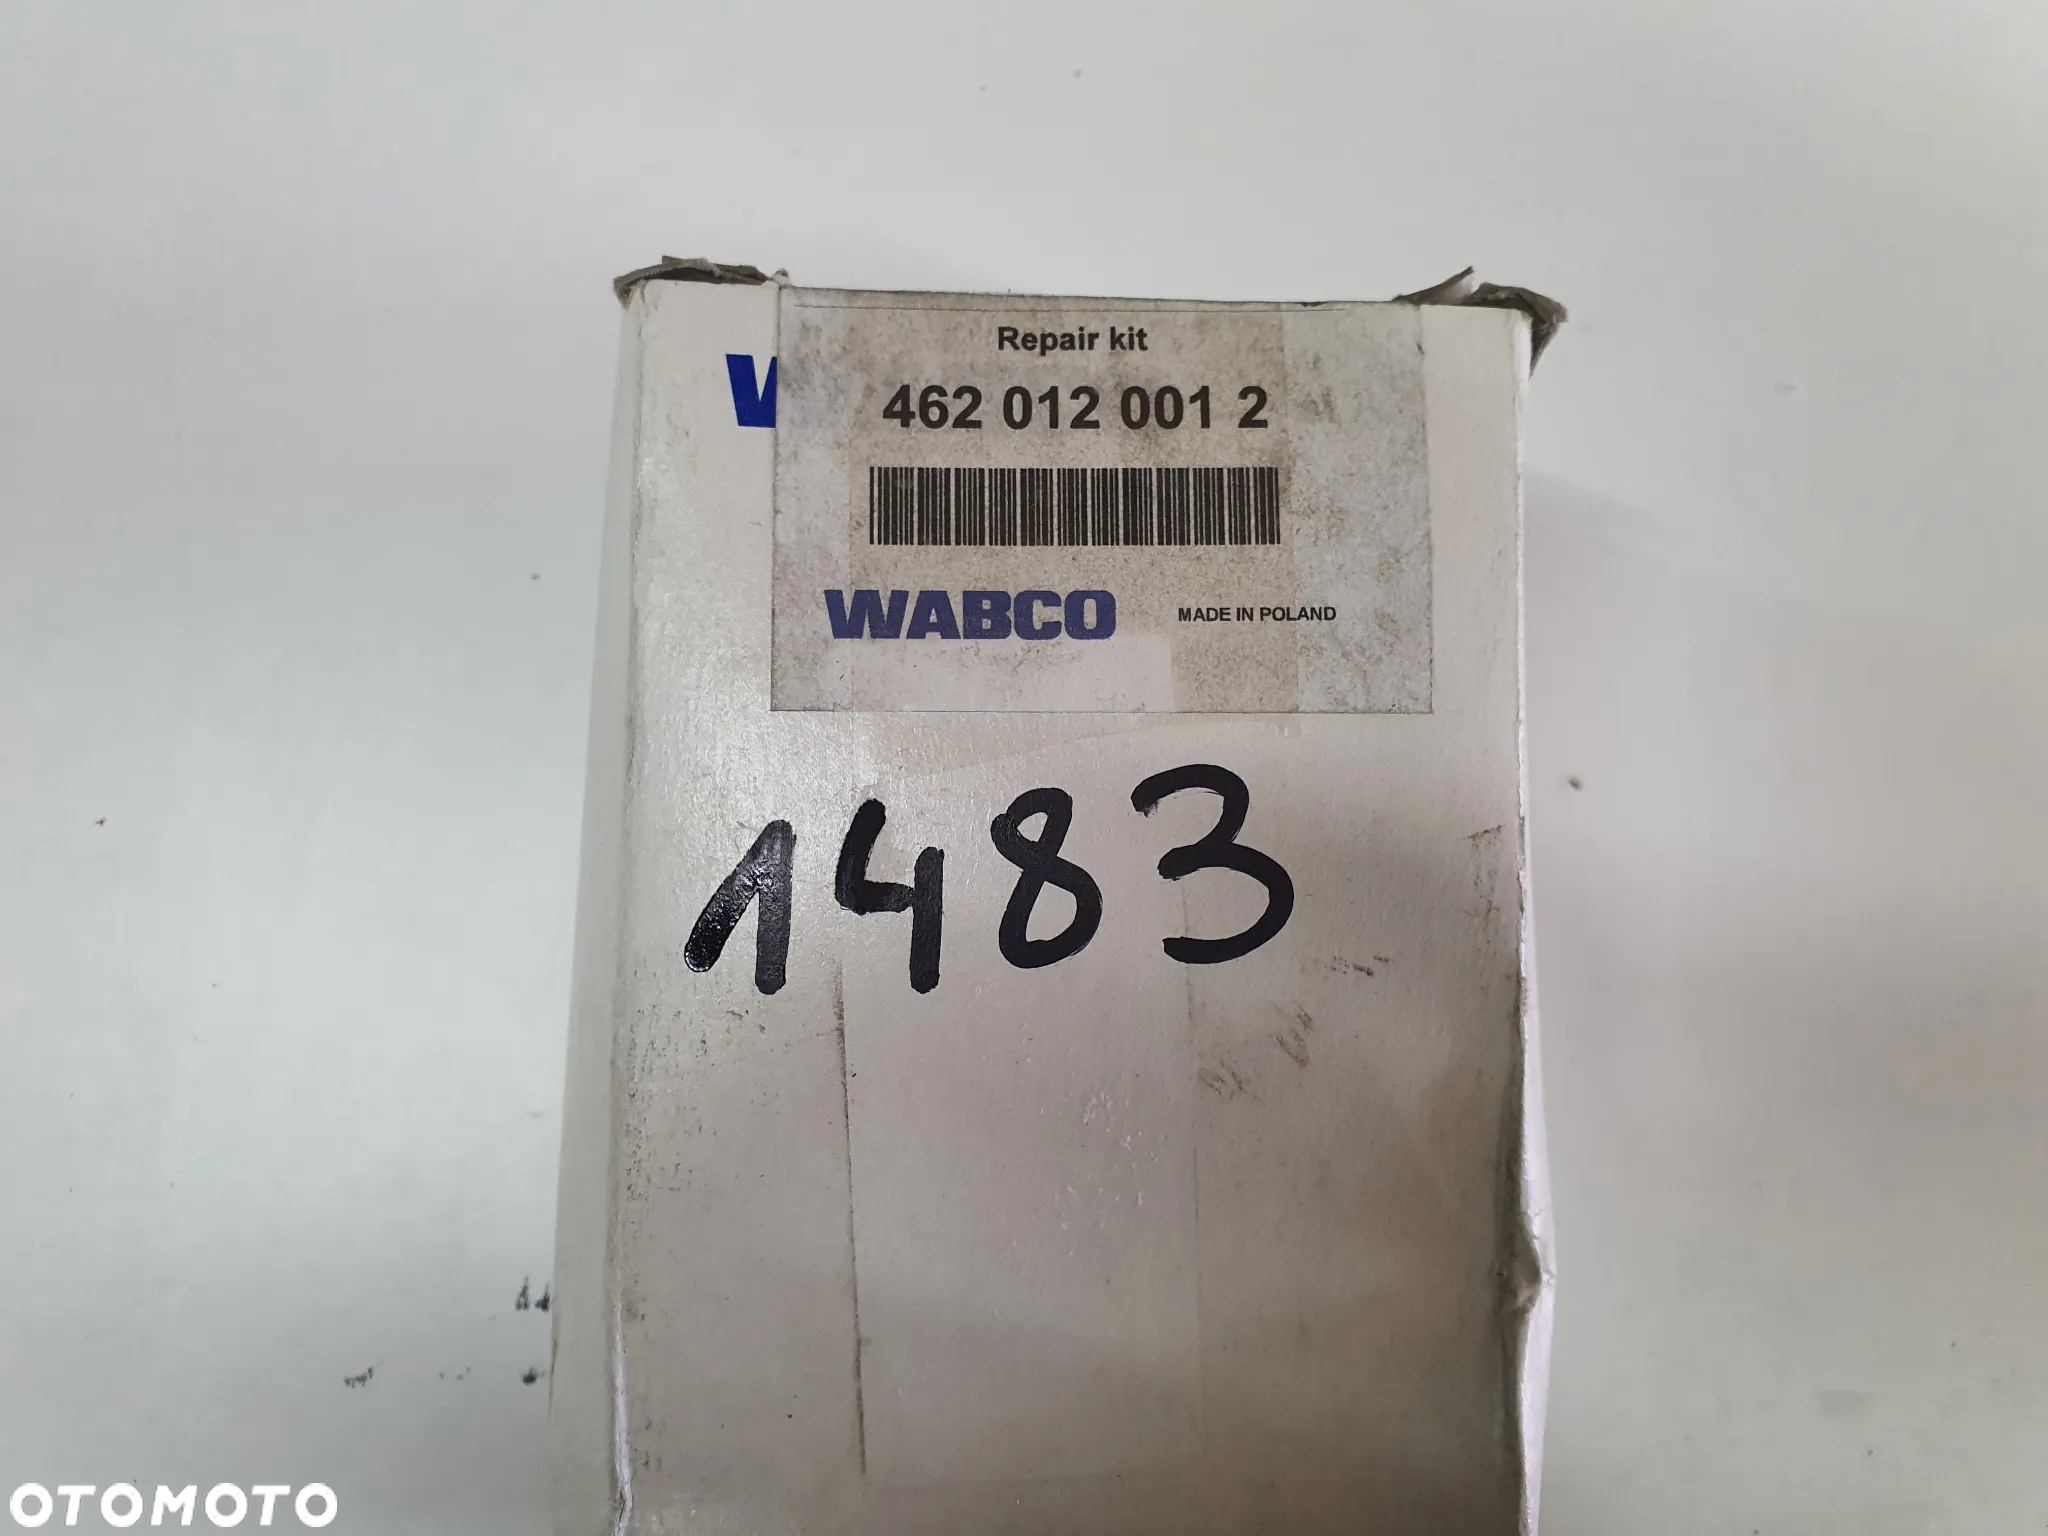 Repair kit
462 012 001 2
WABCO MADE IN POLAND
1483
OTOMOTO